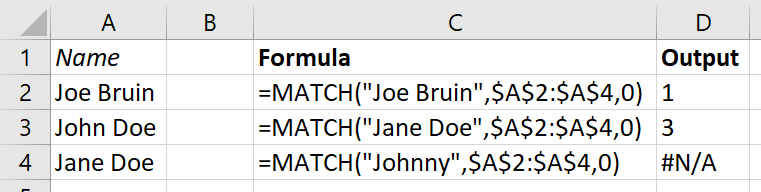 A B C D
1 Name Formula Output
2 Joe Bruin =MATCH("Joe Bruin",$A$2:$A$4,0) 1
3 John Doe =MATCH("Jane Doe",$A$2:$A$4,0) 3
4 Jane Doe =MATCH("Johnny",$A$2:$A$4,0) #N/A